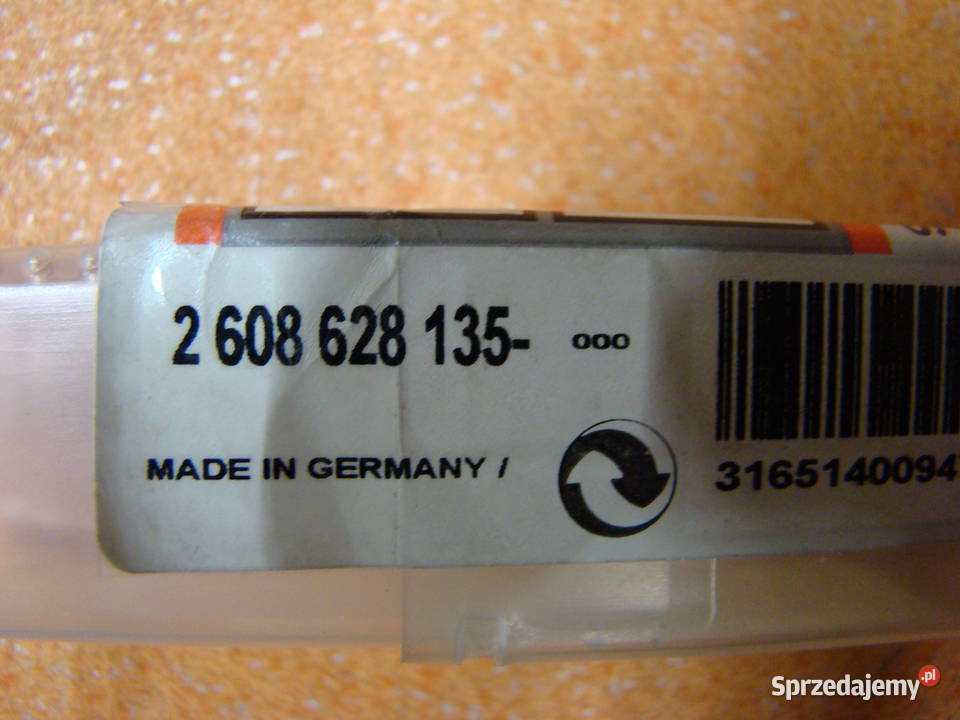 2 608 628 135- 000
MADE IN GERMANY /
3165140094
Sprzedajemy.pl